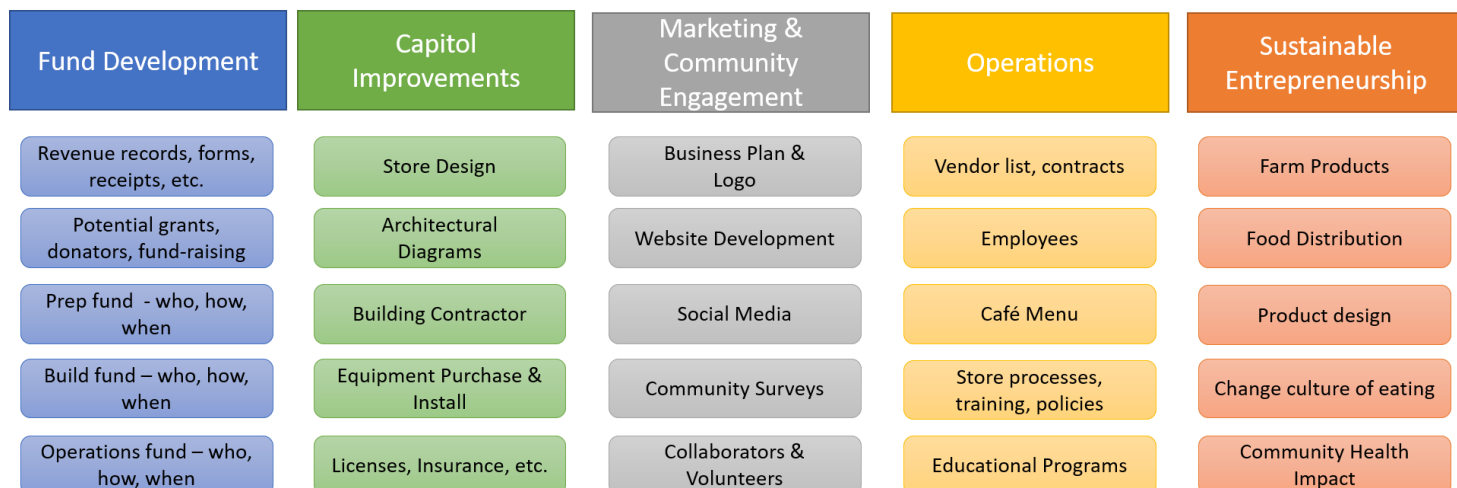 Fund Development
Capitol
Improvements
Marketing &
Community
Engagement
Operations
Sustainable
Entrepreneurship
Revenue records, forms,
receipts, etc.
Potential grants,
donators, fund-raising
Prep fund  - who, how,
when
Build fund – who, how,
when
Operations fund – who,
how, when
Store Design
Architectural
Diagrams
Building Contractor
Equipment Purchase &
Install
Licenses, Insurance, etc.
Business Plan &
Logo
Website Development
Social Media
Community Surveys
Collaborators &
Volunteers
Vendor list, contracts
Employees
Café Menu
Store processes,
training, policies
Educational Programs
Farm Products
Food Distribution
Product design
Change culture of eating
Community Health
Impact